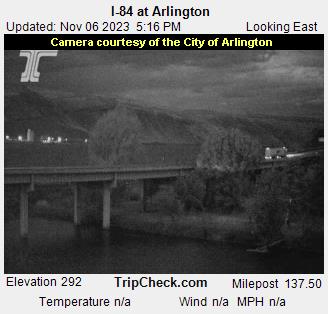 I-84 at Arlington
Updated: Nov 06 2023 5:16 PM Looking East
Camera courtesy of the City of Arlington
Elevation 292 TripCheck.com Milepost 137.50
Temperature n/a Wind n/a MPH n/a